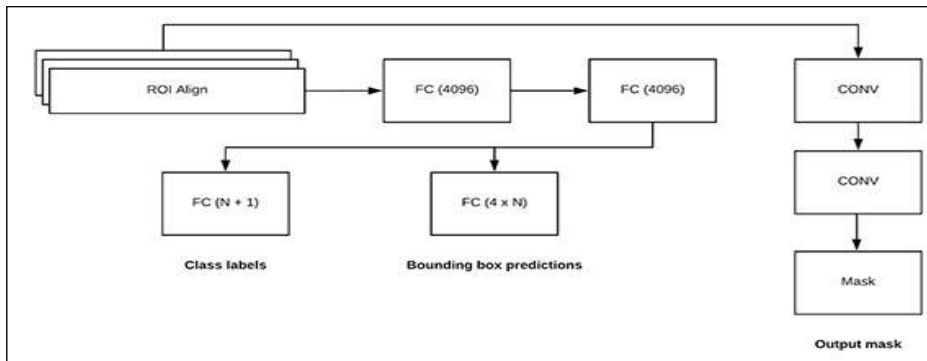 ROI Align
FC (4096)
FC (4096)
CONV
FC (N + 1)
FC (4 x N)
CONV
Class labels
Bounding box predictions
Mask
Output mask